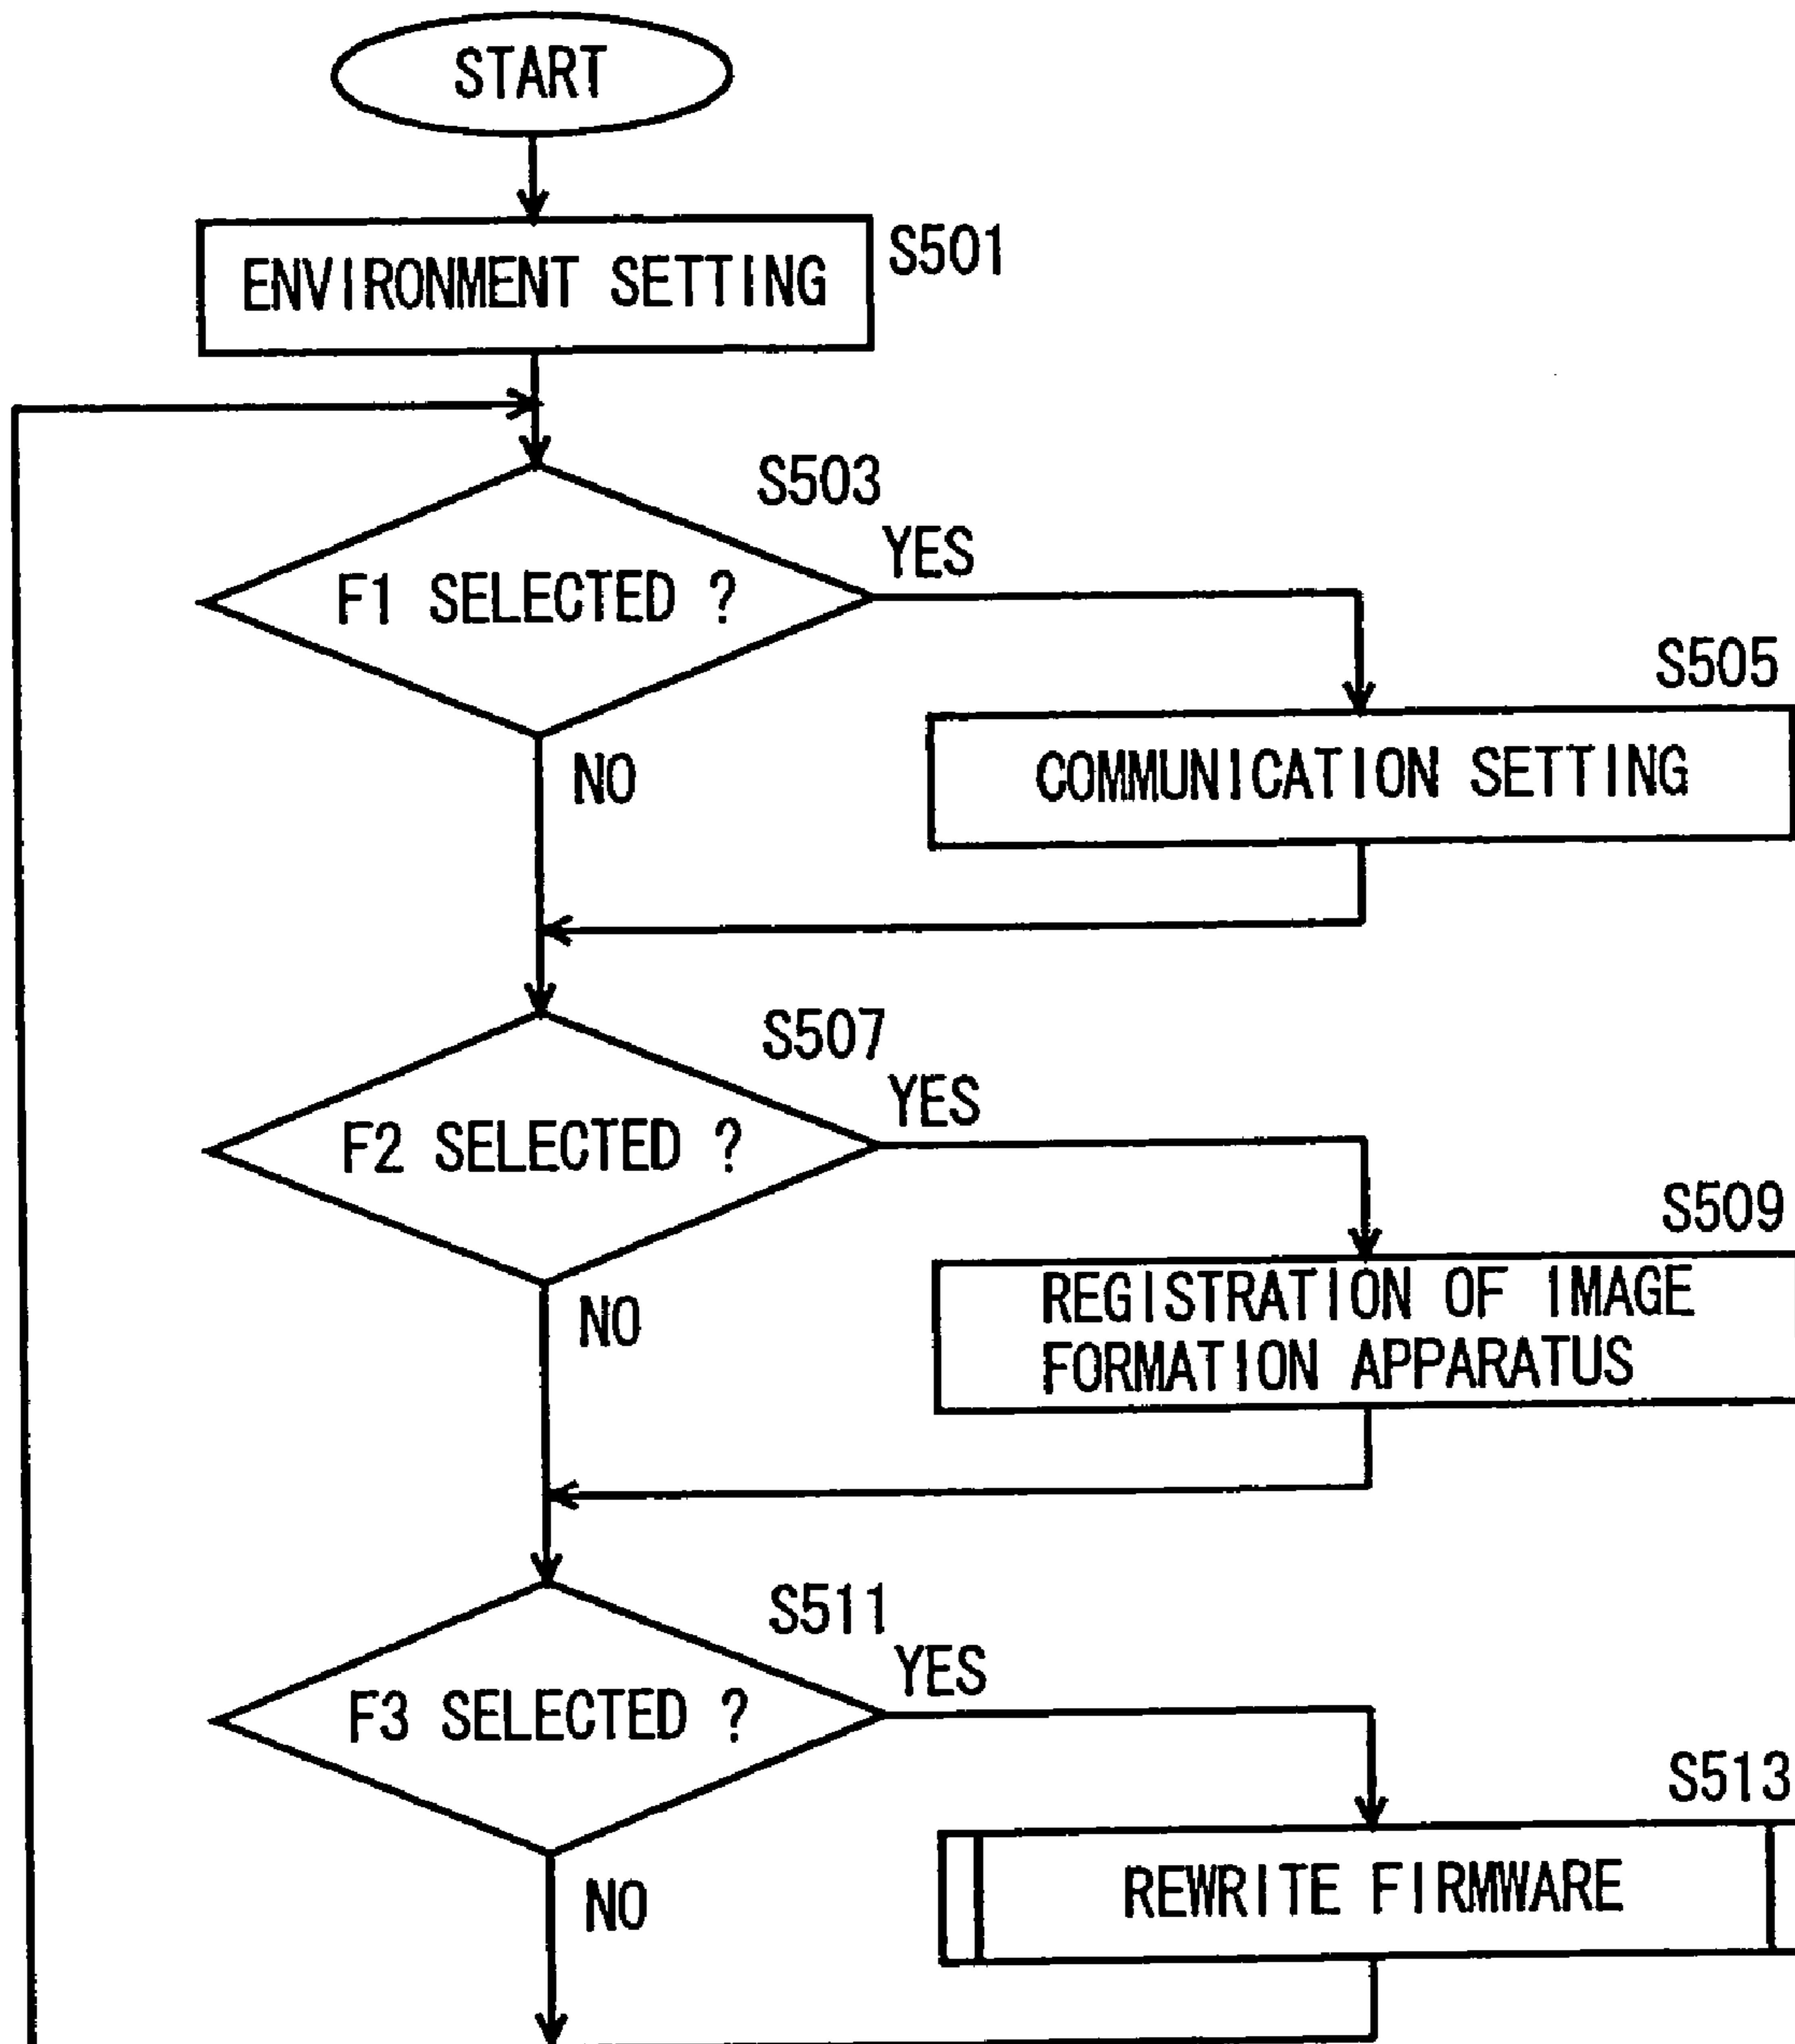 START
ENVIRONMENT SETTING
S501
S503
YES
F1 SELECTED ?
S505
COMMUNICATION SETTING
NO
S507
YES
F2 SELECTED ?
S509
REGISTRATION OF IMAGE
FORMATION APPARATUS
NO
S511
YES
F3 SELECTED ?
S513
REWRITE FIRMWARE
NO